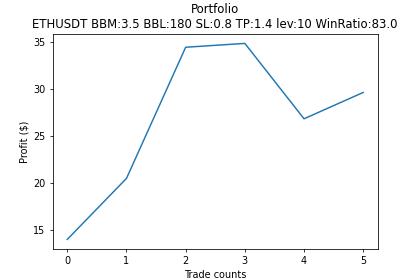 Portfolio
ETHUSDT BBM:3.5 BBL:180 SL:0.8 TP:1.4 lev:10 WinRatio:83.0
35
30
25
20
15
Profit ($)
0 1 2 3 4 5
Trade counts